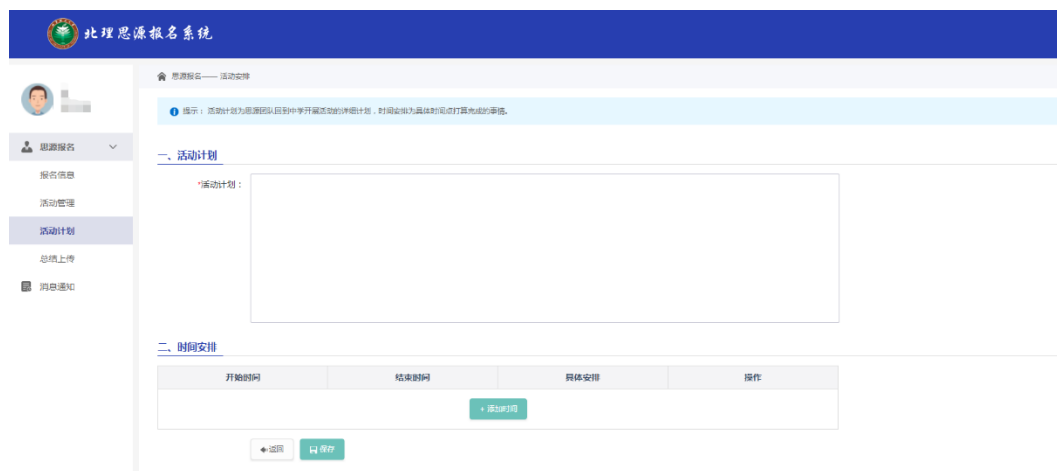 北理思源报名系统
思源报名—— 活动安排
提示：活动计划为思源团队回到中学开展活动的详细计划，时间安排为具体时间点打算完成的事情。
思源报名
报名信息
活动管理
活动计划
总结上传
消息通知
一、活动计划
*活动计划：
二、时间安排
开始时间 结束时间 具体安排 操作
+ 添加时间
返回 保存